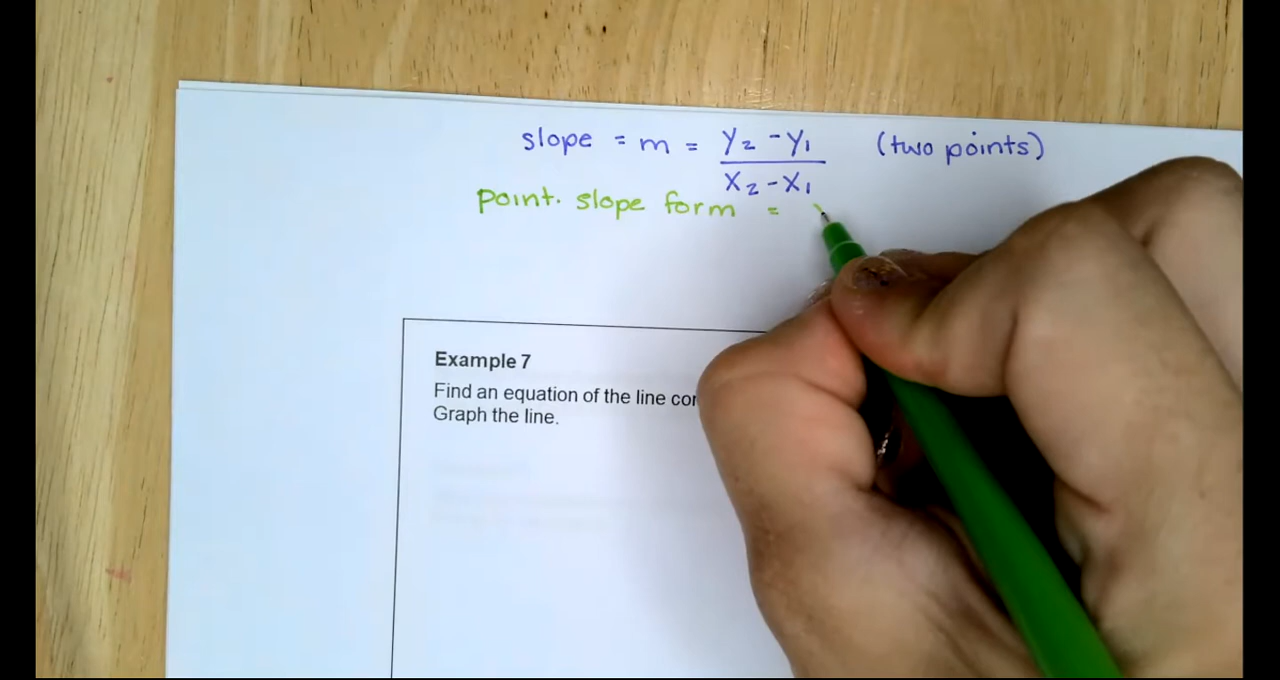 slope = m = y₂ - y₁ / x₂ - x₁ (two points)
point. slope form =
Example 7
Find an equation of the line
Graph the line.